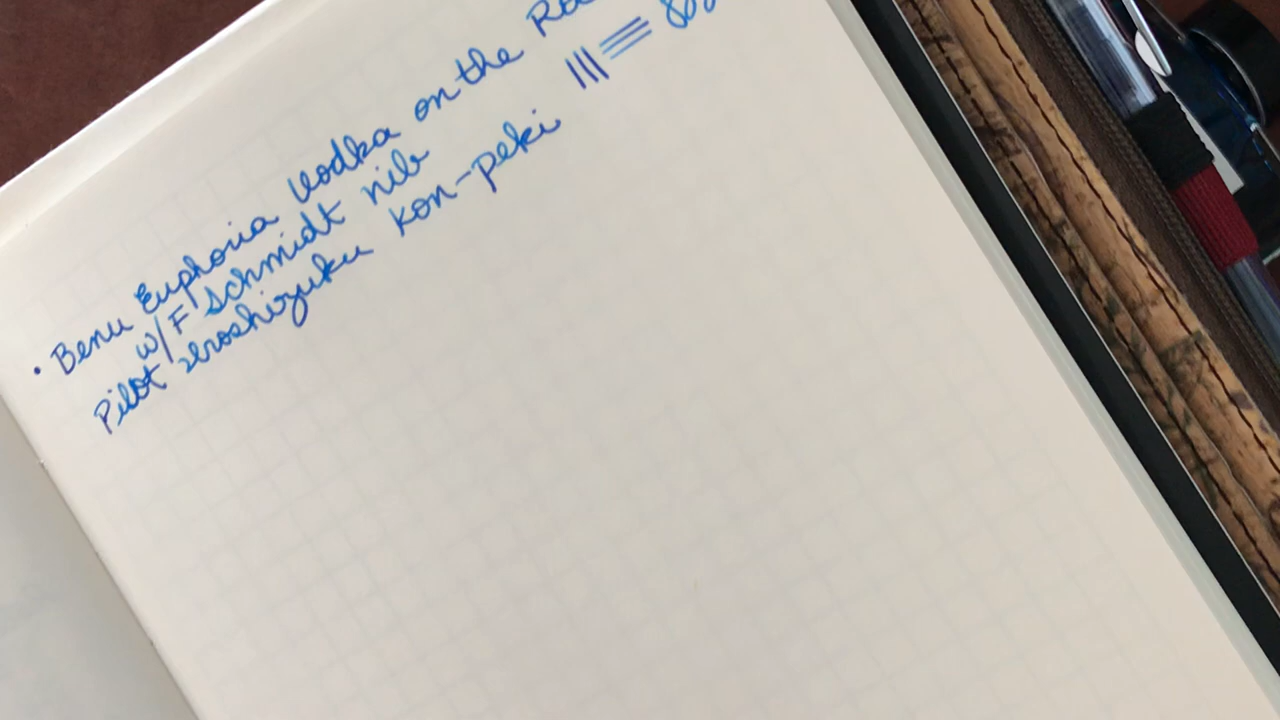 • Benu Euphoria Vodka on the
w/F Schmidt nib
Pilot iroshizuku kon-peki